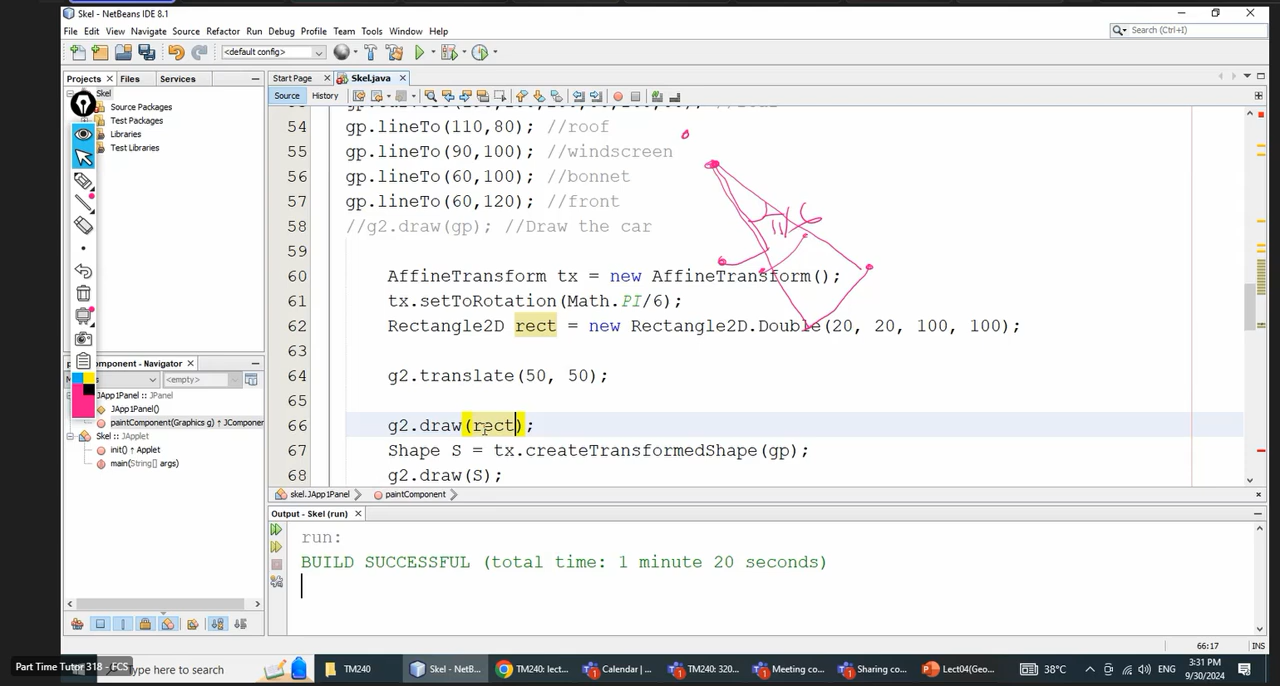 Skel - NetBeans IDE 8.1
File Edit View Navigate Source Refactor Run Debug Profile Team Tools Window Help
Search (Ctrl+I)
<default config>
Projects Files Services
Start Page Skel.java
Source History
Skel
Source Packages
Test Packages
Libraries
Test Libraries
54 gp.lineTo(110,80); //roof
55 gp.lineTo(90,100); //windscreen
56 gp.lineTo(60,100); //bonnet
57 gp.lineTo(60,120); //front
58 //g2.draw(gp); //Draw the car
59
60 AffineTransform tx = new AffineTransform();
61 tx.setToRotation(Math.PI/6);
62 Rectangle2D rect = new Rectangle2D.Double(20, 20, 100, 100);
63
64 g2.translate(50, 50);
65
66 g2.draw(rect);
67 Shape S = tx.createTransformedShape(gp);
68 g2.draw(S);
π/6
omponent - Navigator
<empty>
JApp1Panel :: JPanel
JApp1Panel()
paintComponent(Graphics g) ↑ JCompone
Skel :: JApplet
init() ↑ Applet
main(String[] args)
skel.JApp1Panel paintComponent
Output - Skel (run)
run:
BUILD SUCCESSFUL (total time: 1 minute 20 seconds)
66:17 INS
Part Time Tutor 318 - FCS
Type here to search
TM240
Skel - NetB...
TM240: lect...
Calendar | ...
TM240: 320...
Meeting co...
Sharing co...
Lect04(Geo...
38°C
ENG
3:31 PM
9/30/2024